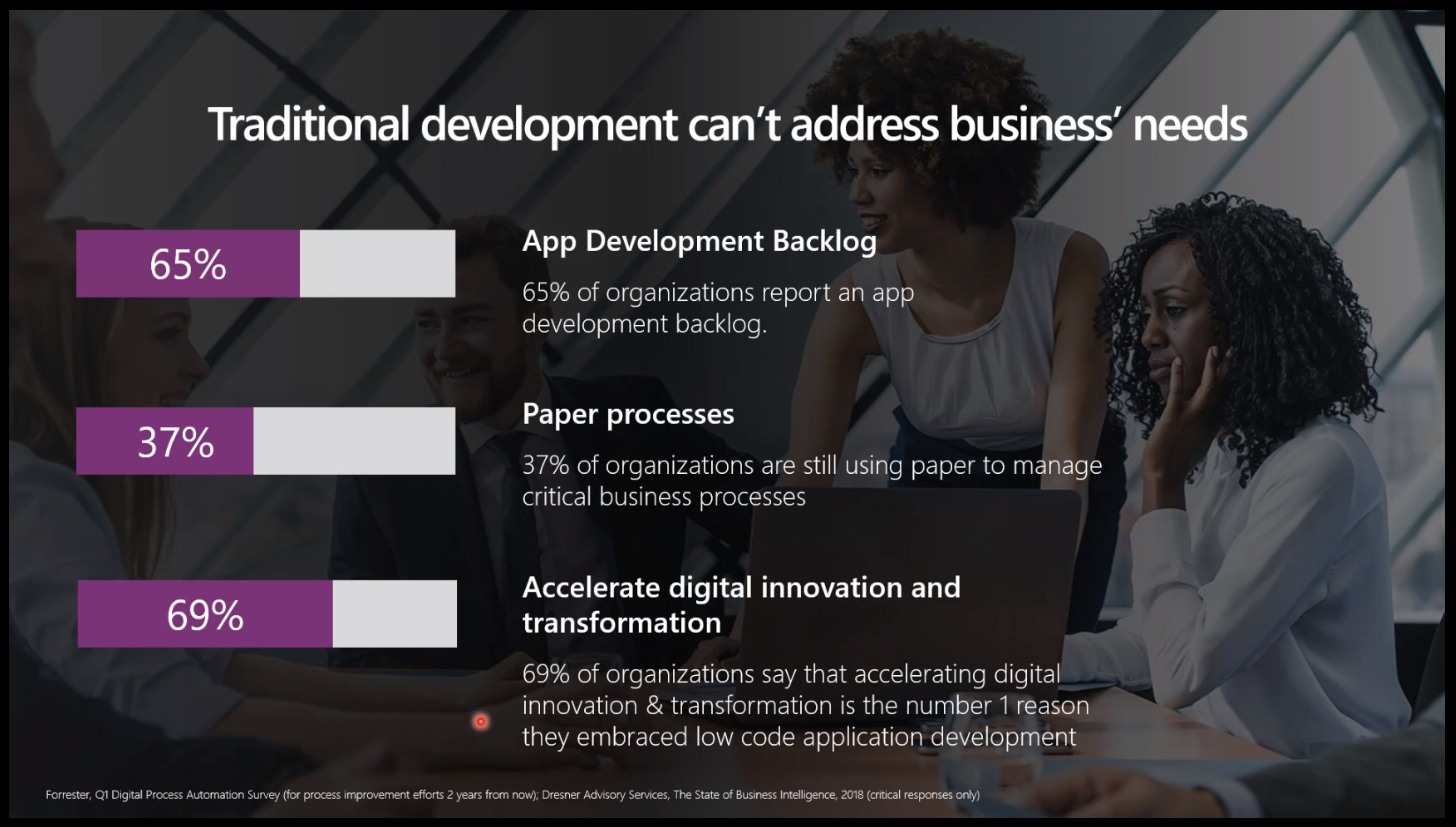 Traditional development can’t address business’ needs
65%
App Development Backlog
65% of organizations report an app
development backlog.
37%
Paper processes
37% of organizations are still using paper to manage
critical business processes
69%
Accelerate digital innovation and
transformation
69% of organizations say that accelerating digital
innovation & transformation is the number 1 reason
they embraced low code application development
Forrester, Q1 Digital Process Automation Survey (for process improvement efforts 2 years from now); Dresner Advisory Services, The State of Business Intelligence, 2018 (critical responses only)